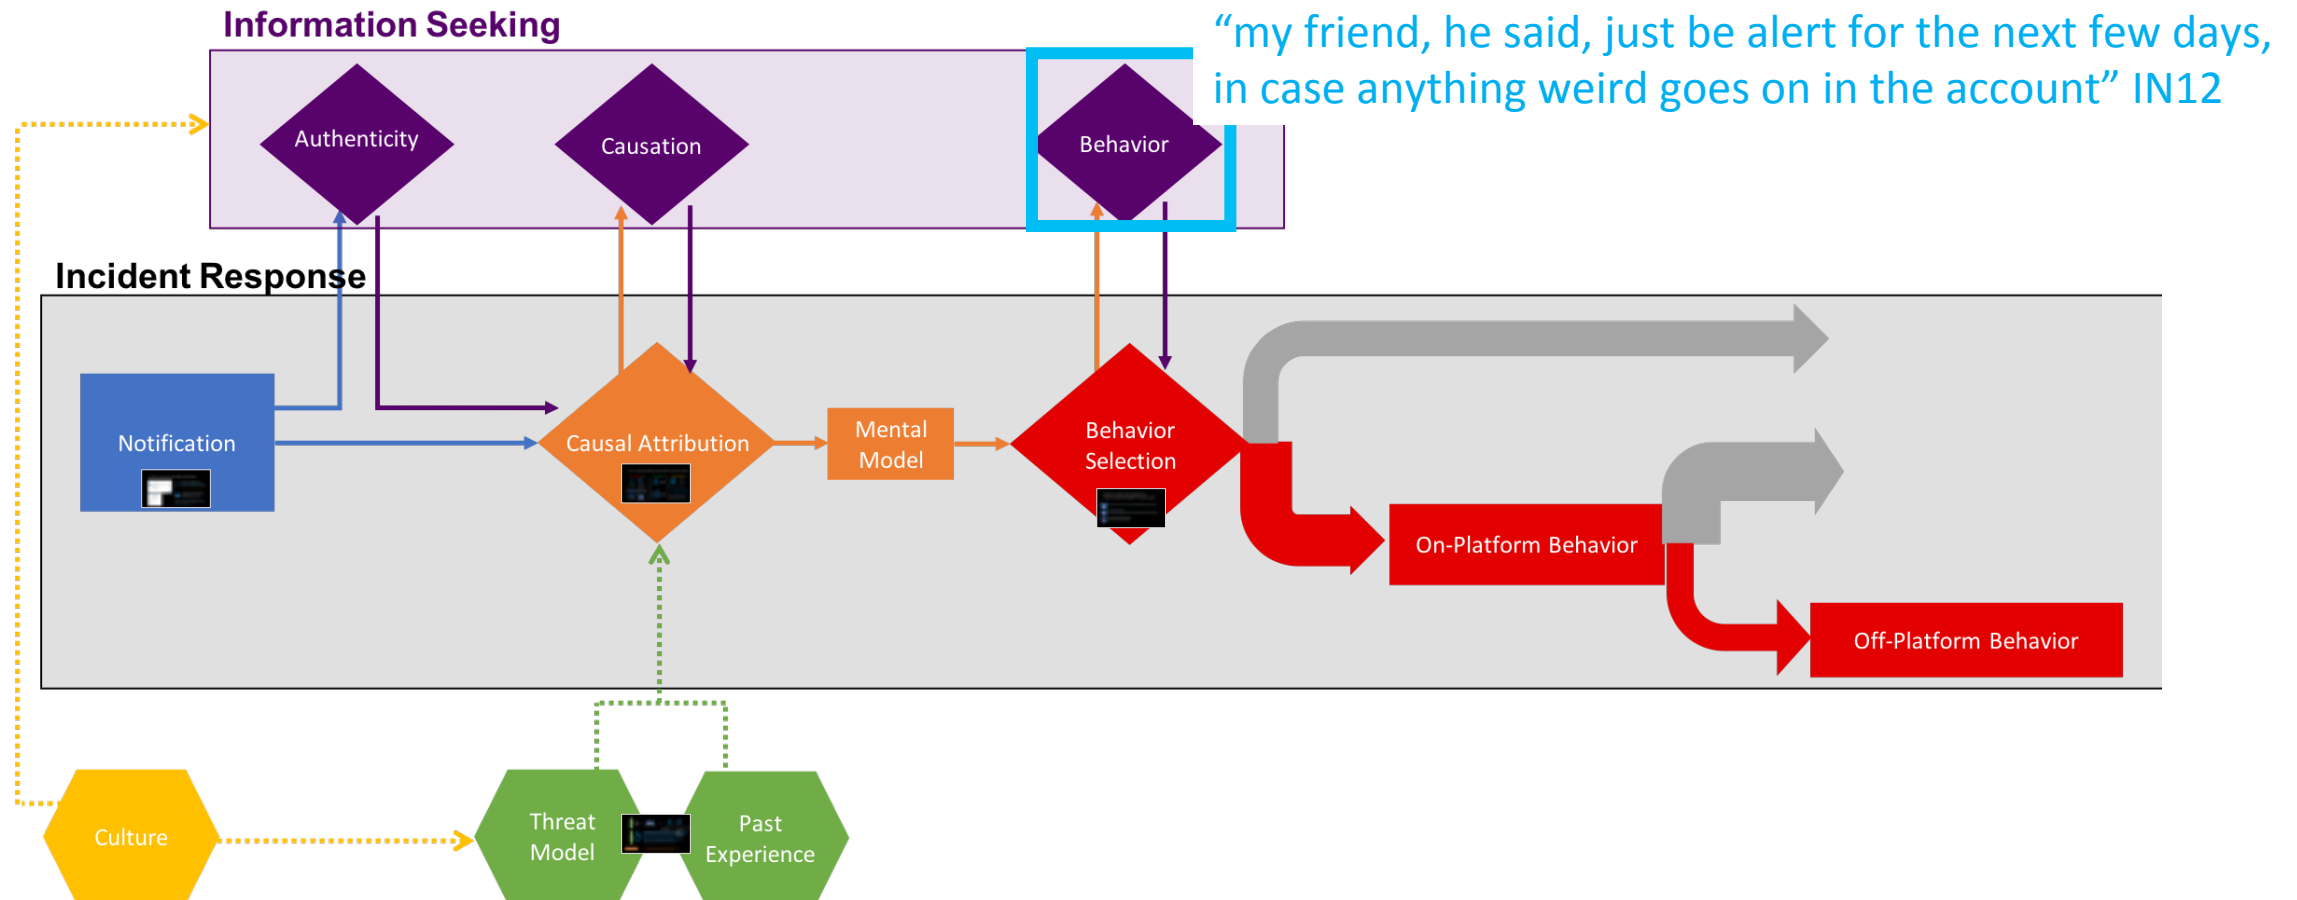 Information Seeking
“my friend, he said, just be alert for the next few days,
in case anything weird goes on in the account” IN12
Authenticity
Causation
Behavior
Incident Response
Notification
Causal Attribution
Mental
Model
Behavior
Selection
On-Platform Behavior
Off-Platform Behavior
Culture
Threat
Model
Past
Experience